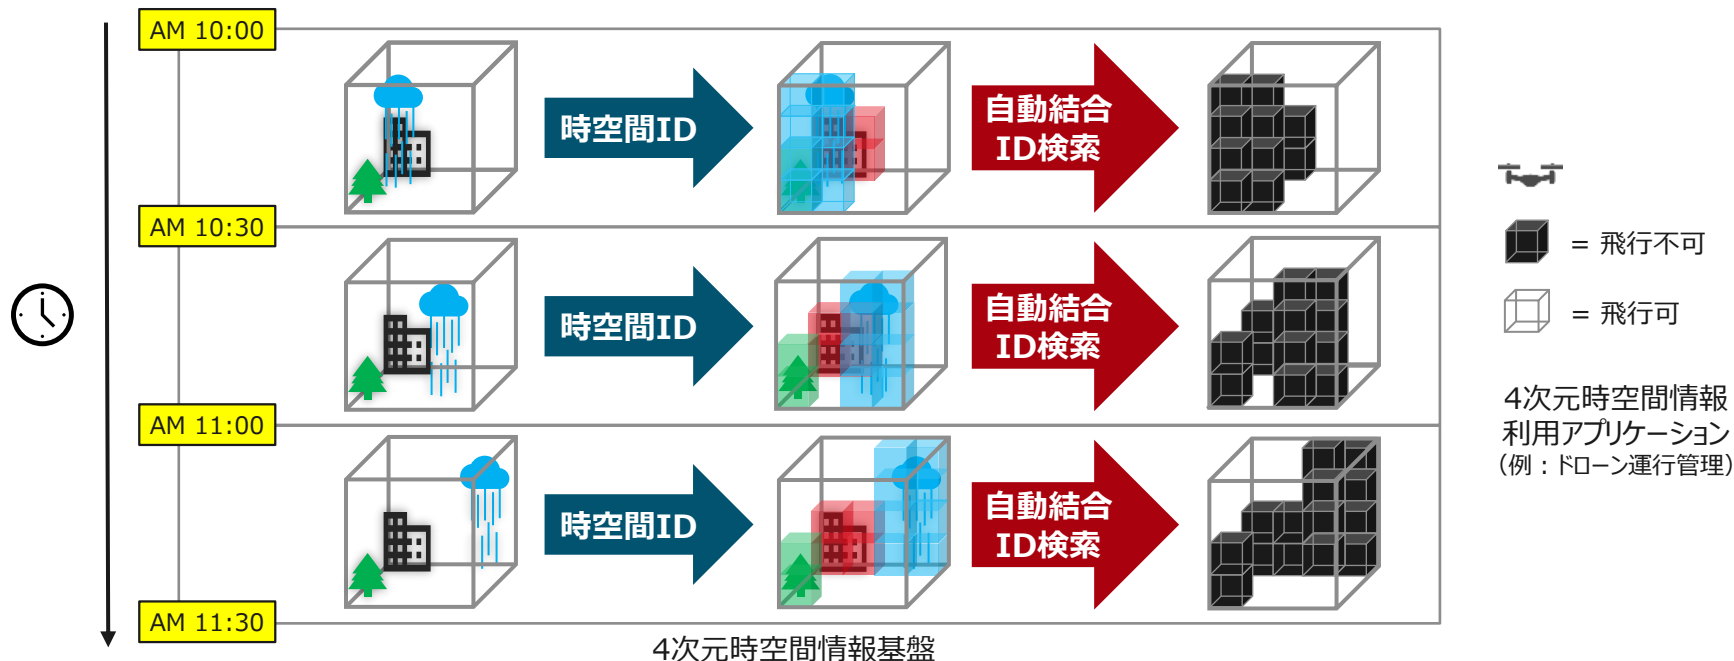 AM 10:00
時空間ID
自動結合
ID検索
AM 10:30
時空間ID
自動結合
ID検索
AM 11:00
時空間ID
自動結合
ID検索
AM 11:30
4次元時空間情報基盤
= 飛行不可
= 飛行可
4次元時空間情報
利用アプリケーション
(例：ドローン運行管理)